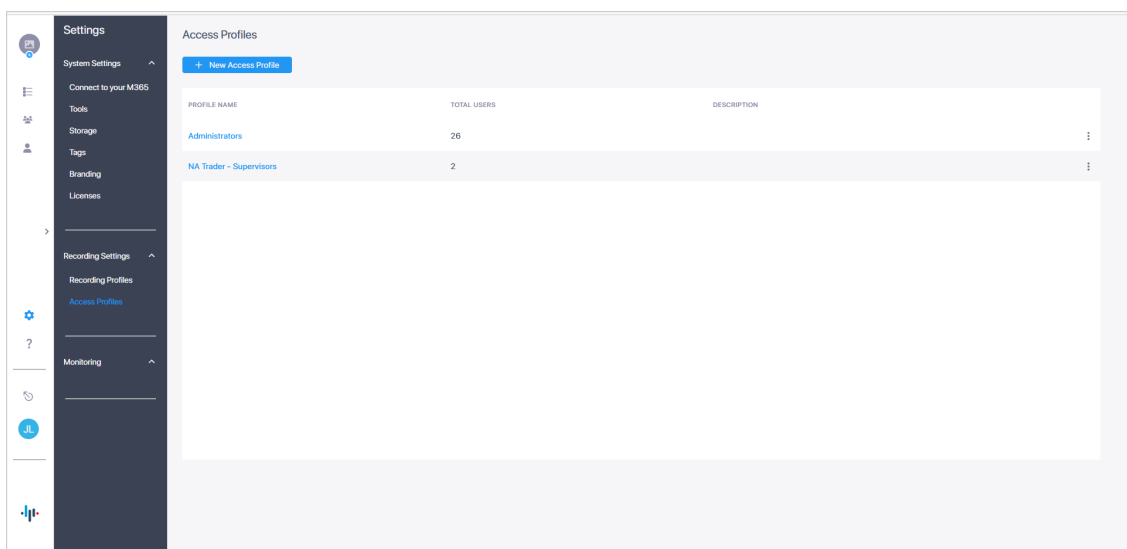 Settings
System Settings
Connect to your M365
Tools
Storage
Tags
Branding
Licenses
Recording Settings
Recording Profiles
Access Profiles
Monitoring
?
JL
Access Profiles
+ New Access Profile
PROFILE NAME TOTAL USERS DESCRIPTION
Administrators 26
NA Trader - Supervisors 2